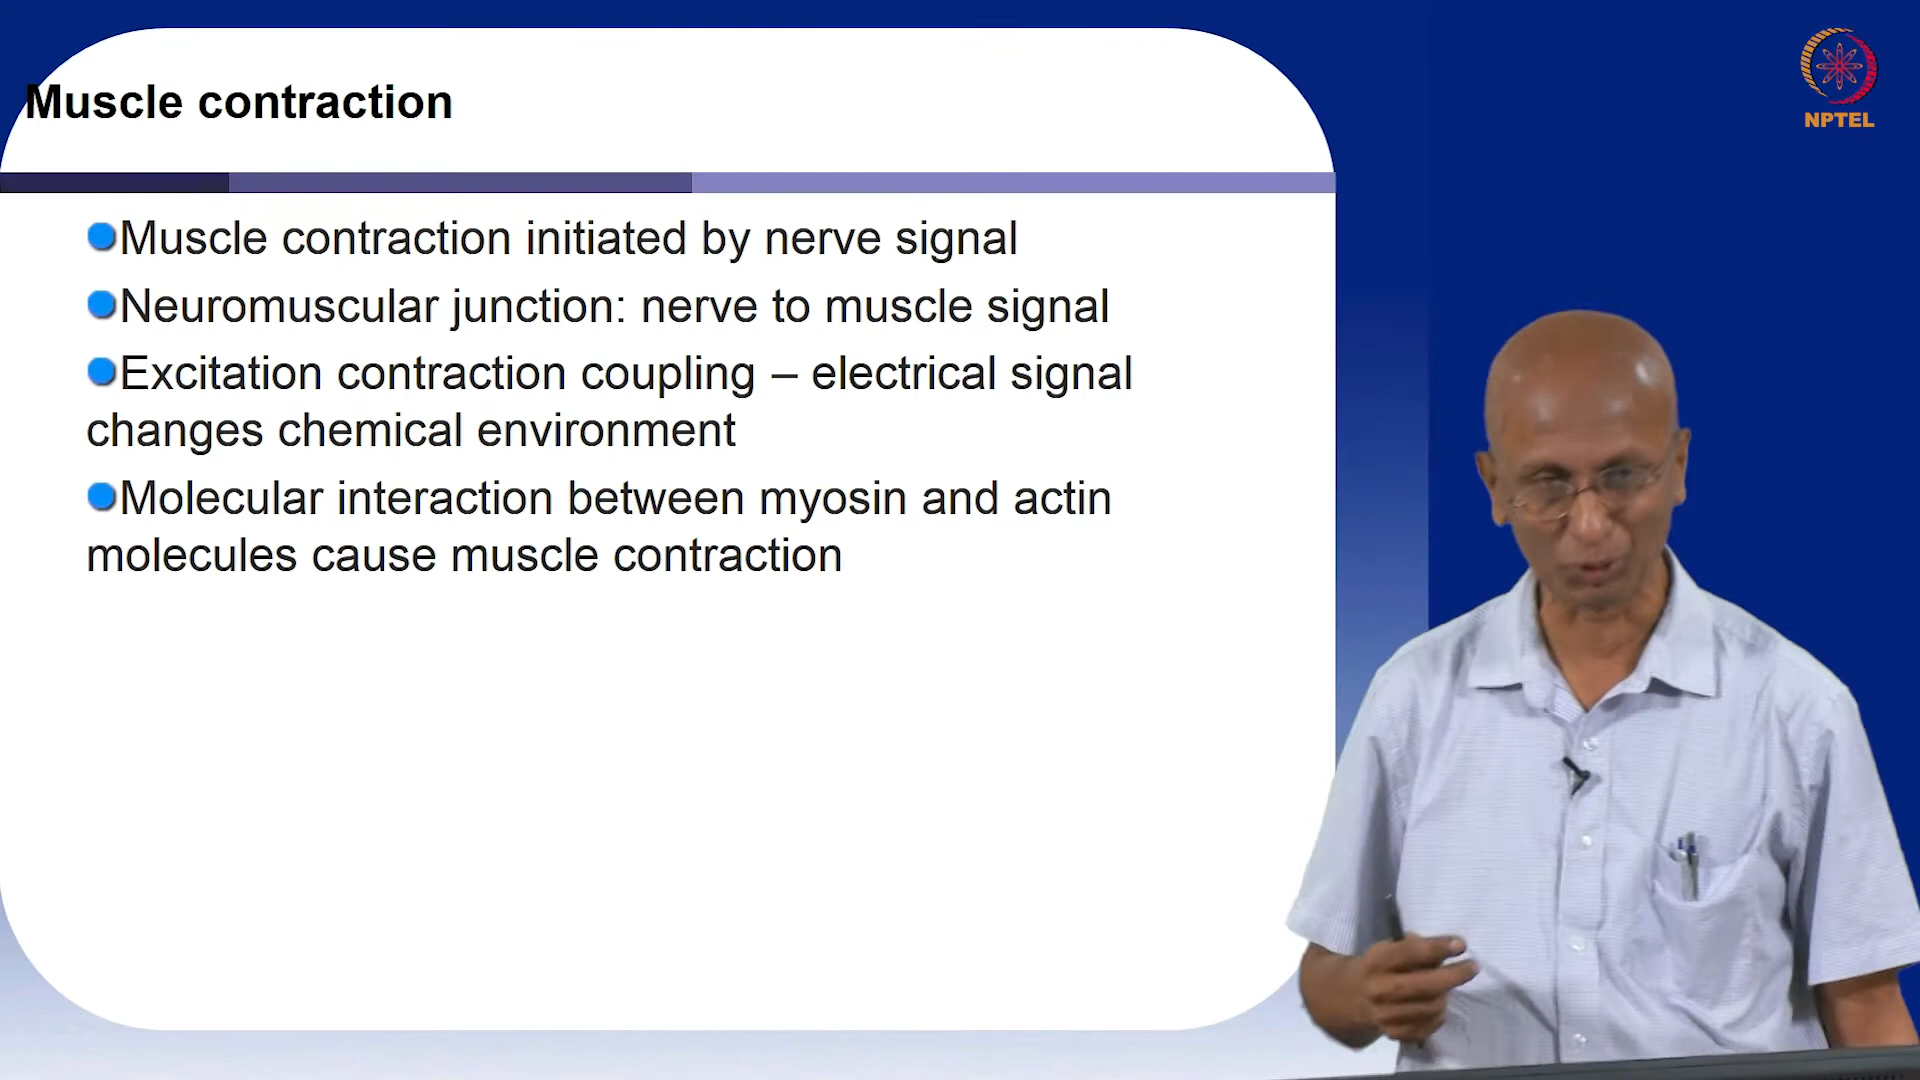 Muscle contraction
NPTEL
Muscle contraction initiated by nerve signal
Neuromuscular junction: nerve to muscle signal
Excitation contraction coupling – electrical signal
changes chemical environment
Molecular interaction between myosin and actin
molecules cause muscle contraction